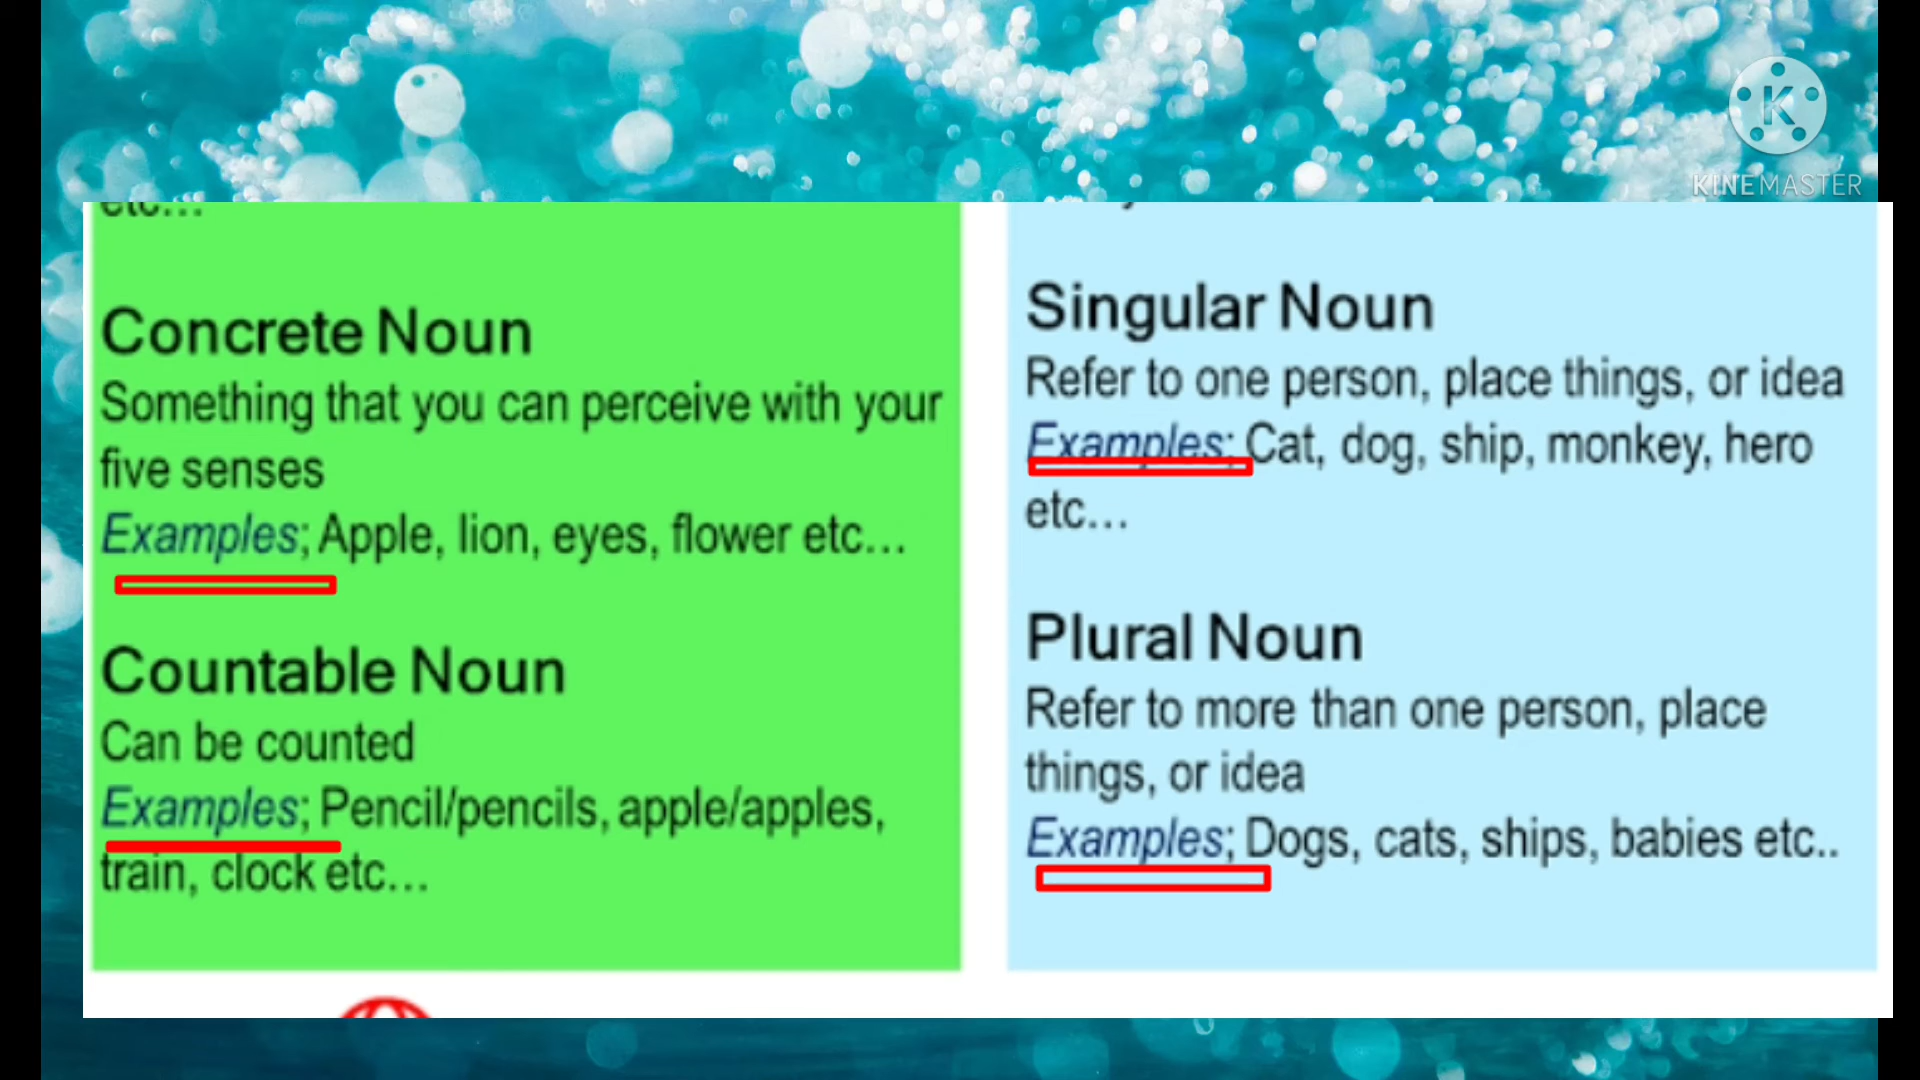 KINEMASTER
etc...
Concrete Noun
Something that you can perceive with your
five senses
Examples; Apple, lion, eyes, flower etc...
Countable Noun
Can be counted
Examples; Pencil/pencils, apple/apples,
train, clock etc...
Singular Noun
Refer to one person, place things, or idea
Examples; Cat, dog, ship, monkey, hero
etc...
Plural Noun
Refer to more than one person, place
things, or idea
Examples; Dogs, cats, ships, babies etc..